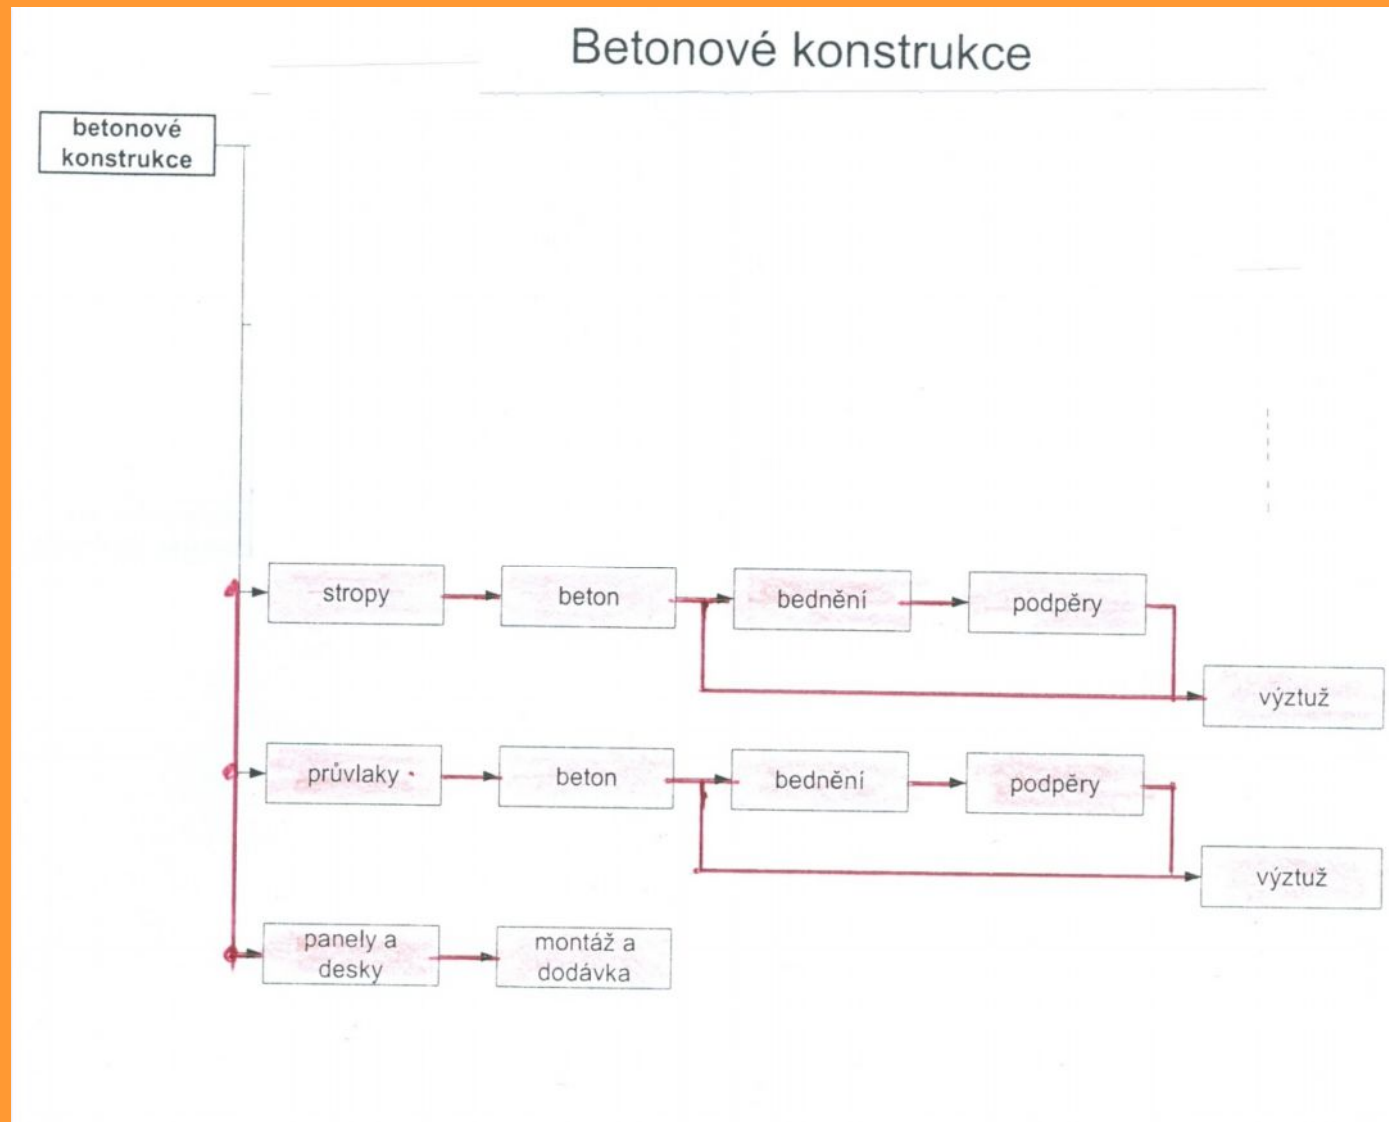 Betonové konstrukce
betonové
konstrukce
stropy
beton
bednění
podpěry
výztuž
průvlaky
beton
bednění
podpěry
výztuž
panely a
desky
montáž a
dodávka